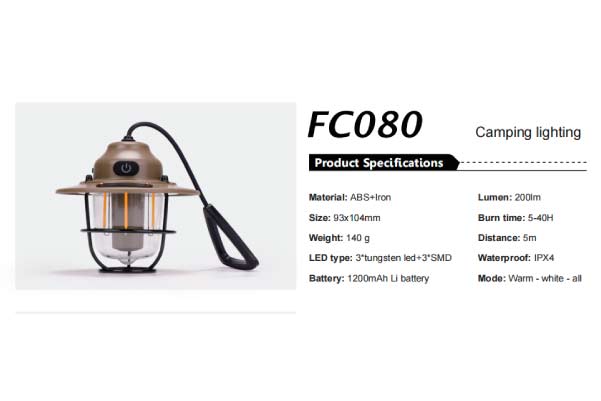 FC080
Camping lighting
Product Specifications
Material: ABS+Iron
Lumen: 200lm
Size: 93x104mm
Burn time: 5-40H
Weight: 140 g
Distance: 5m
LED type: 3*tungsten led+3*SMD
Waterproof: IPX4
Battery: 1200mAh Li battery
Mode: Warm - white - all